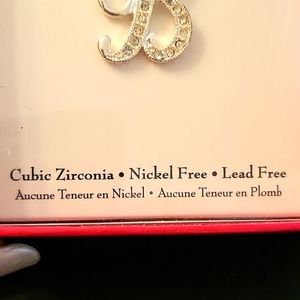 B
Cubic Zirconia • Nickel Free • Lead Free
Aucune Teneur en Nickel • Aucune Teneur en Plomb